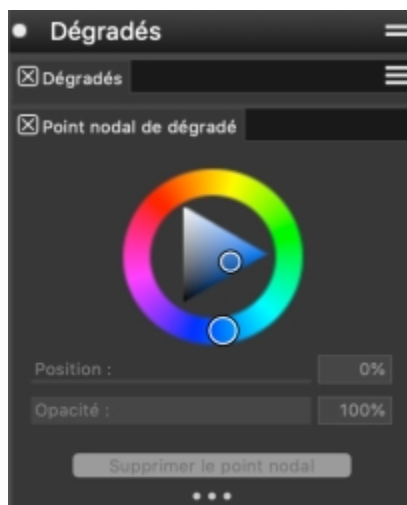 Dégradés
Dégradés
Point nodal de dégradé
Position : 0%
Opacité : 100%
Supprimer le point nodal